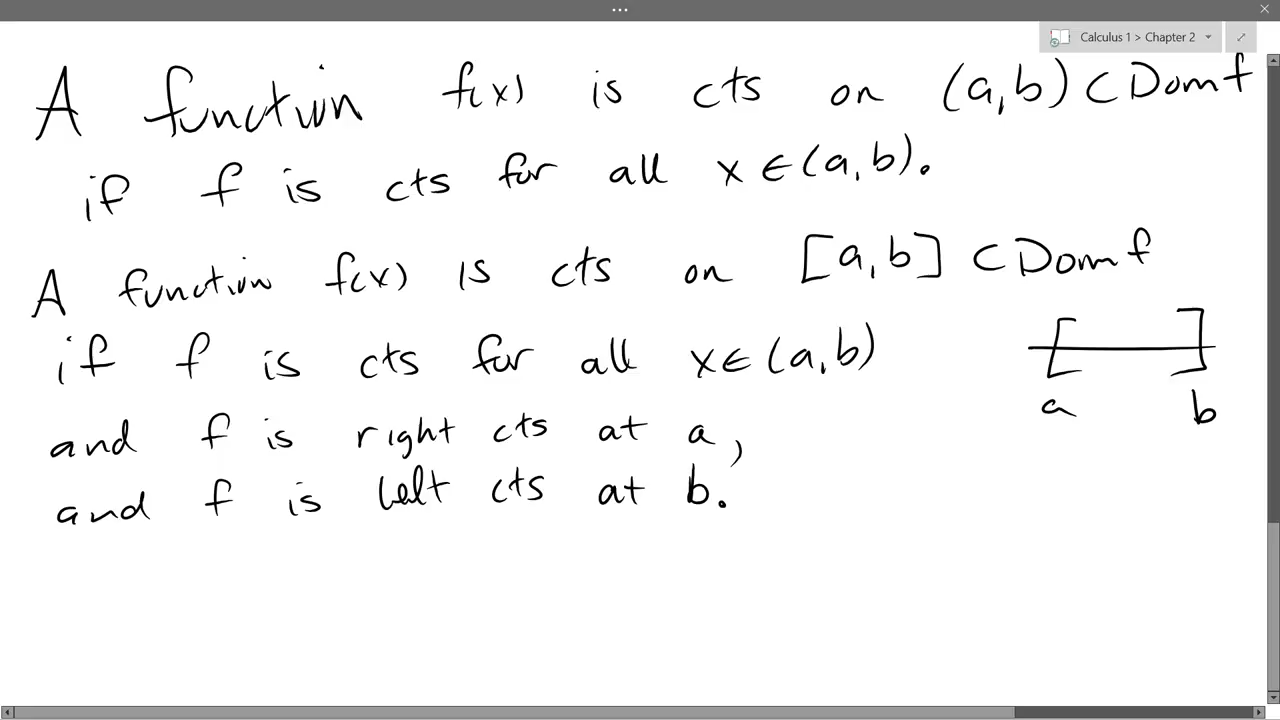 ...
Calculus 1 > Chapter 2
A function f(x) is cts on (a,b) ⊂ Dom f
if f is cts for all x ∈ (a,b).
A function f(x) is cts on [a,b] ⊂ Dom f
if f is cts for all x ∈ (a,b)
and f is right cts at a,
and f is left cts at b.
[ ]
a b